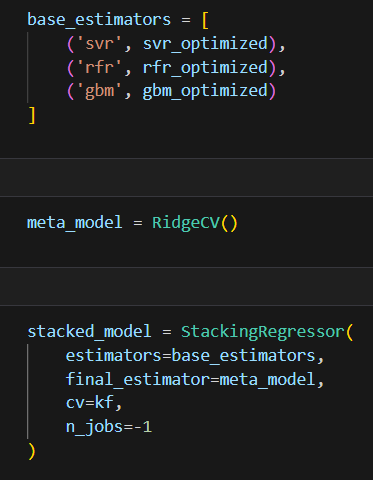 base_estimators = [
    ('svr', svr_optimized),
    ('rfr', rfr_optimized),
    ('gbm', gbm_optimized)
]
meta_model = RidgeCV()
stacked_model = StackingRegressor(
    estimators=base_estimators,
    final_estimator=meta_model,
    cv=kf,
    n_jobs=-1
)